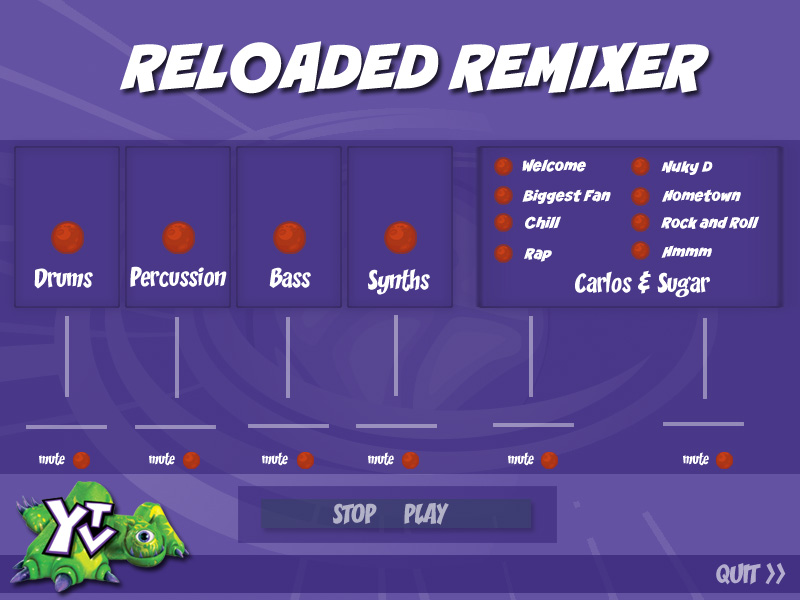 RELOADED REMIXER
Welcome
Nuky D
Biggest Fan
Hometown
Chill
Rock and Roll
Rap
Hmmm
Drums
Percussion
Bass
Synths
Carlos & Sugar
mute
mute
mute
mute
mute
mute
YTV
STOP PLAY
QUIT >>